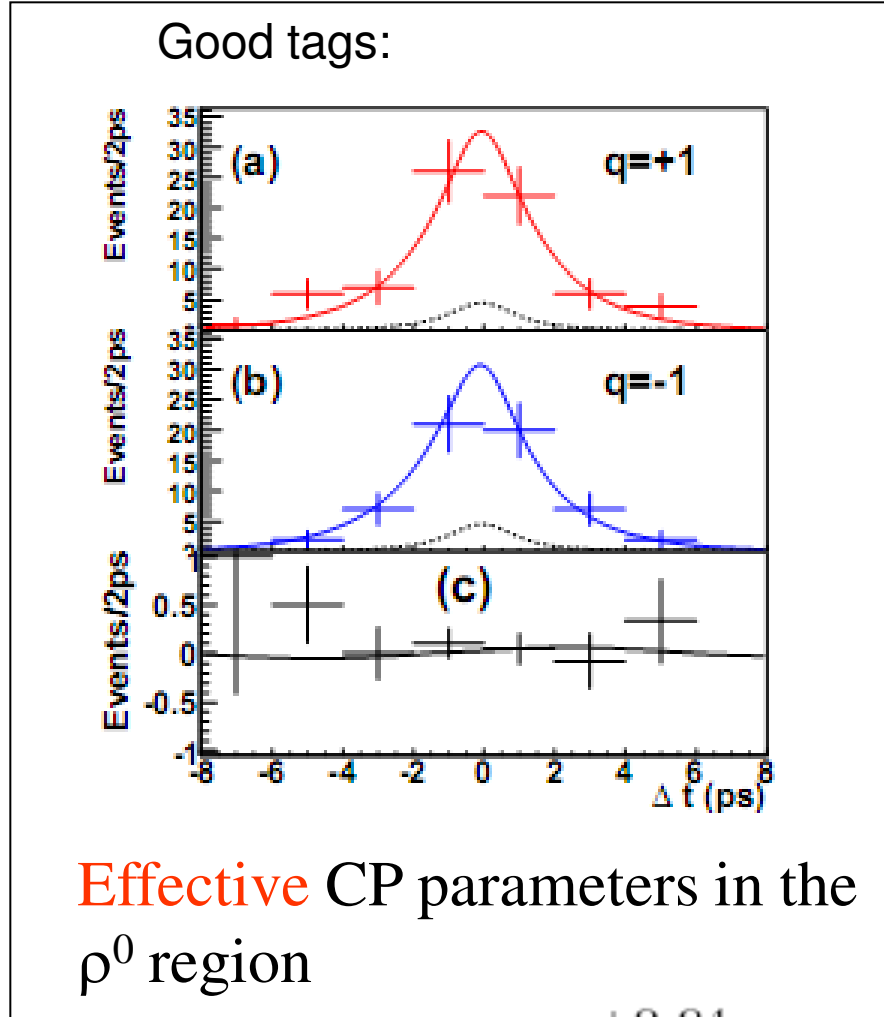 Good tags:
Events/2ps
35
30
25
20
15
10
5
(a)
q=+1
Events/2ps
35
30
25
20
15
10
5
(b)
q=-1
Events/2ps
1
0.5
0
-0.5
-1
(c)
-8 -6 -4 -2 0 2 4 6 8
Δ t (ps)
Effective CP parameters in the
ρ⁰ region